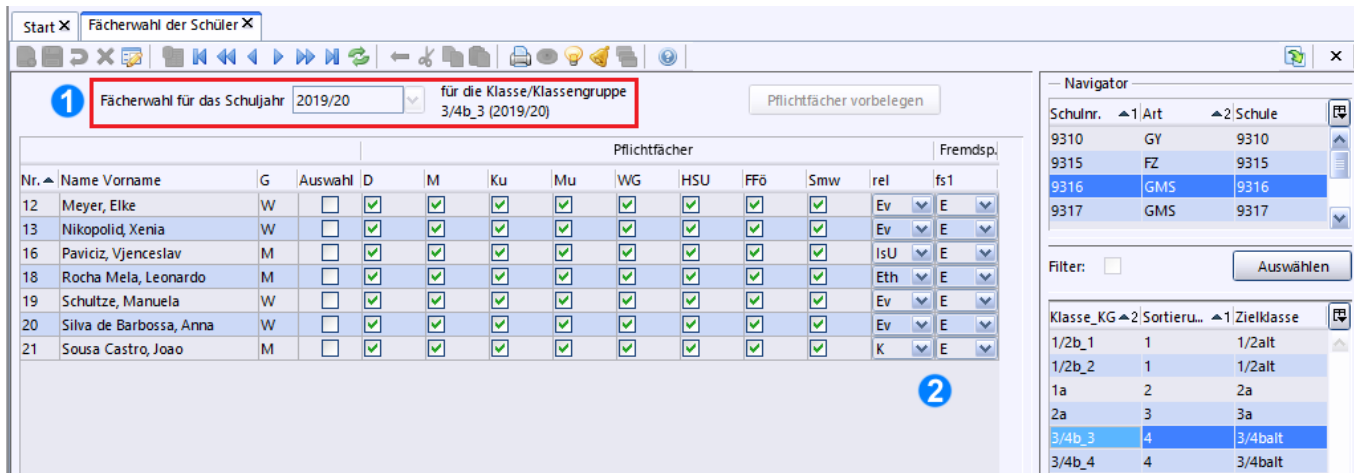 Start X Fächerwahl der Schüler X
1 Fächerwahl für das Schuljahr 2019/20 für die Klasse/Klassengruppe
3/4b_3 (2019/20)
Pflichtfächer vorbelegen
Pflichtfächer Fremdsp.
Nr. Name Vorname G Auswahl D M Ku Mu WG HSU FFö Smw rel fs1
12 Meyer, Elke W Ev E
13 Nikopolid, Xenia W Ev E
16 Paviciz, Vjenceslav M IsU E
18 Rocha Mela, Leonardo M Eth E
19 Schultze, Manuela W Ev E
20 Silva de Barbossa, Anna W Ev E
21 Sousa Castro, Joao M K E
2
Navigator
Schulnr. 1 Art 2 Schule
9310 GY 9310
9315 FZ 9315
9316 GMS 9316
9317 GMS 9317
Filter: Auswählen
Klasse_KG 2 Sortieru... 1 Zielklasse
1/2b_1 1 1/2alt
1/2b_2 1 1/2alt
1a 2 2a
2a 3 3a
3/4b_3 4 3/4balt
3/4b_4 4 3/4balt